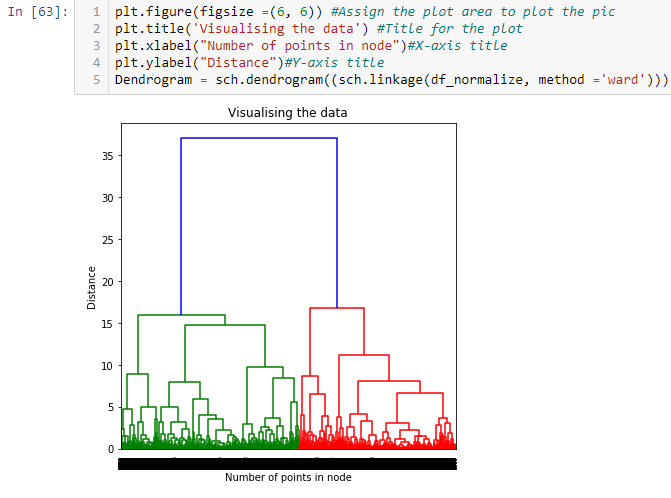 In [63]:
1 plt.figure(figsize =(6, 6)) #Assign the plot area to plot the pic
2 plt.title('Visualising the data') #Title for the plot
3 plt.xlabel("Number of points in node")#X-axis title
4 plt.ylabel("Distance")#Y-axis title
5 Dendrogram = sch.dendrogram((sch.linkage(df_normalize, method ='ward')))
Visualising the data
35
30
25
20
15
10
5
0
Distance
Number of points in node